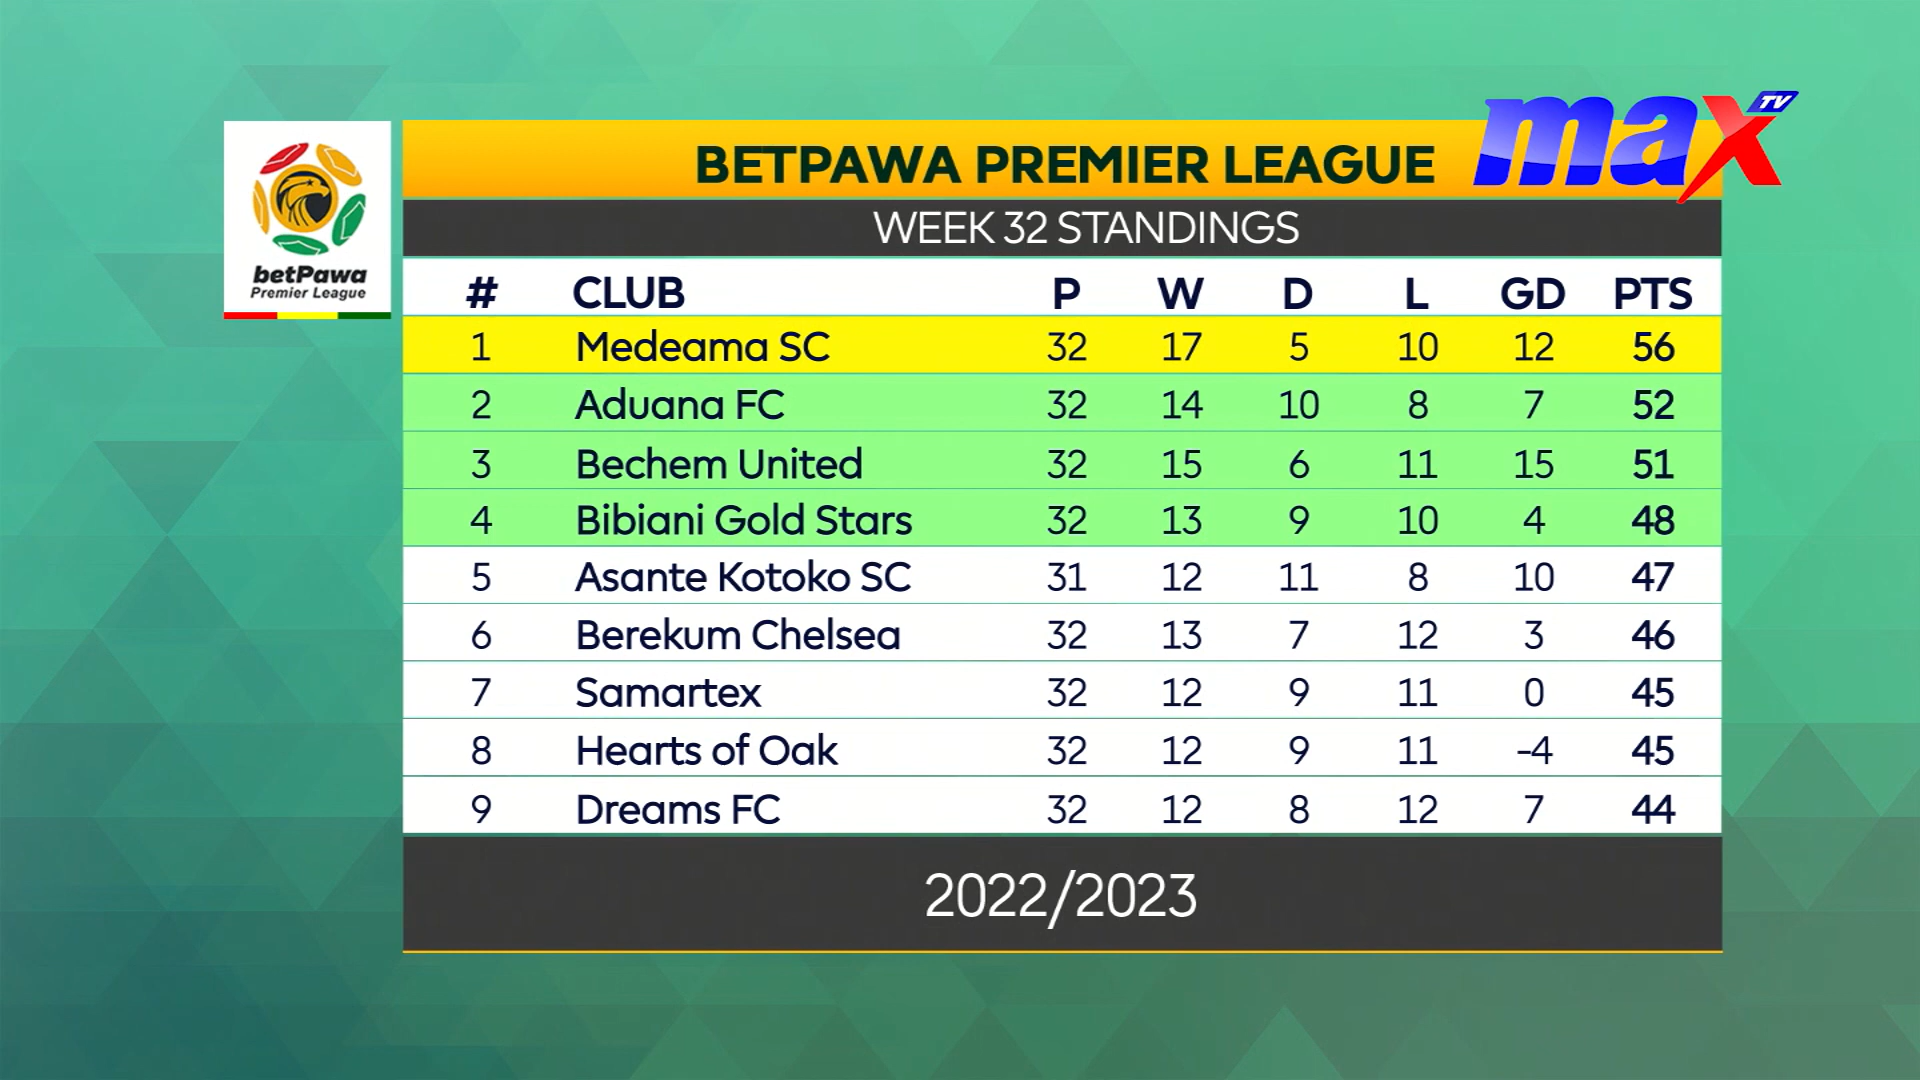 max TV
BETPAWA PREMIER LEAGUE
betPawa
Premier League
WEEK 32 STANDINGS
# CLUB P W D L GD PTS
1 Medeama SC 32 17 5 10 12 56
2 Aduana FC 32 14 10 8 7 52
3 Bechem United 32 15 6 11 15 51
4 Bibiani Gold Stars 32 13 9 10 4 48
5 Asante Kotoko SC 31 12 11 8 10 47
6 Berekum Chelsea 32 13 7 12 3 46
7 Samartex 32 12 9 11 0 45
8 Hearts of Oak 32 12 9 11 -4 45
9 Dreams FC 32 12 8 12 7 44
2022/2023